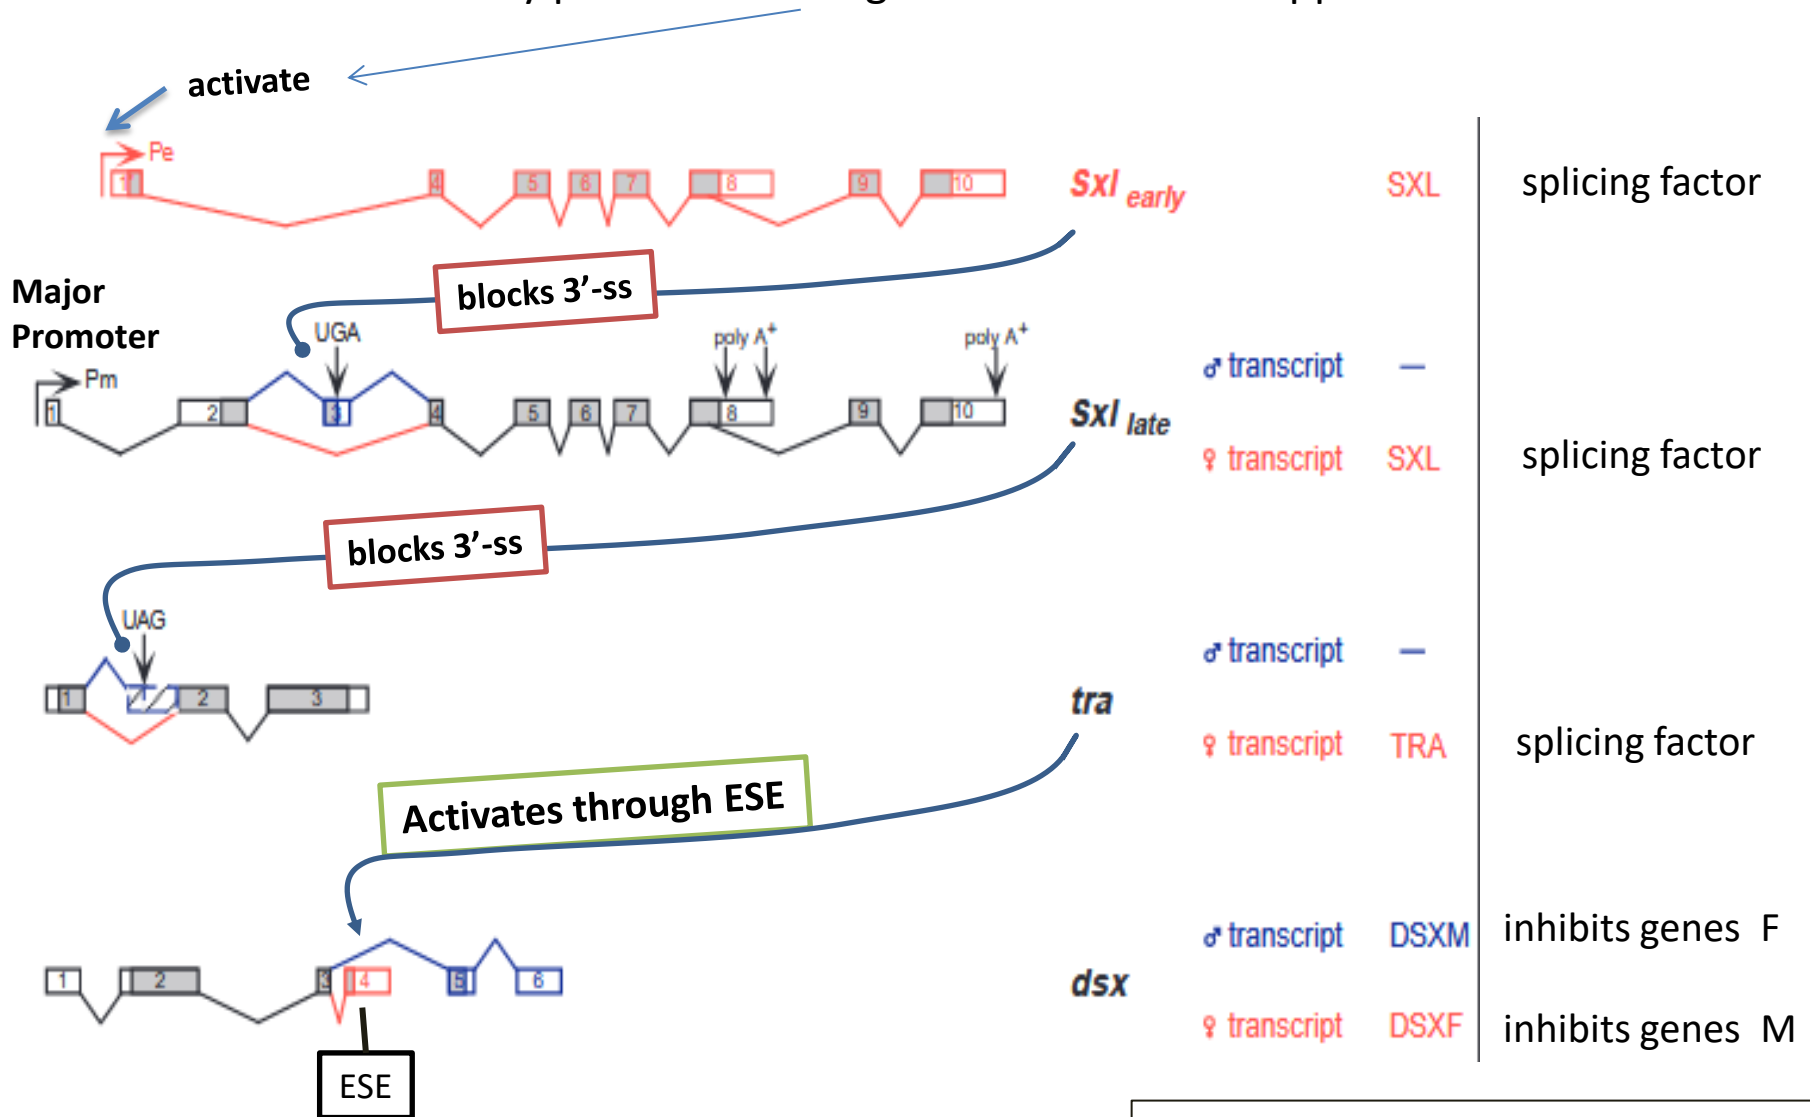 activate
Pe
1 4 5 6 7 8 9 10
Sxl early
SXL
splicing factor
blocks 3’-ss
Major
Promoter
UGA
poly A+
poly A+
Pm
1 2 3 4 5 6 7 8 9 10
Sxl late
♂ transcript –
♀ transcript SXL
splicing factor
blocks 3’-ss
UAG
1 2 3
tra
♂ transcript –
♀ transcript TRA
splicing factor
Activates through ESE
1 2 3 4 5 6
dsx
♂ transcript DSXM
inhibits genes F
♀ transcript DSXF
inhibits genes M
ESE